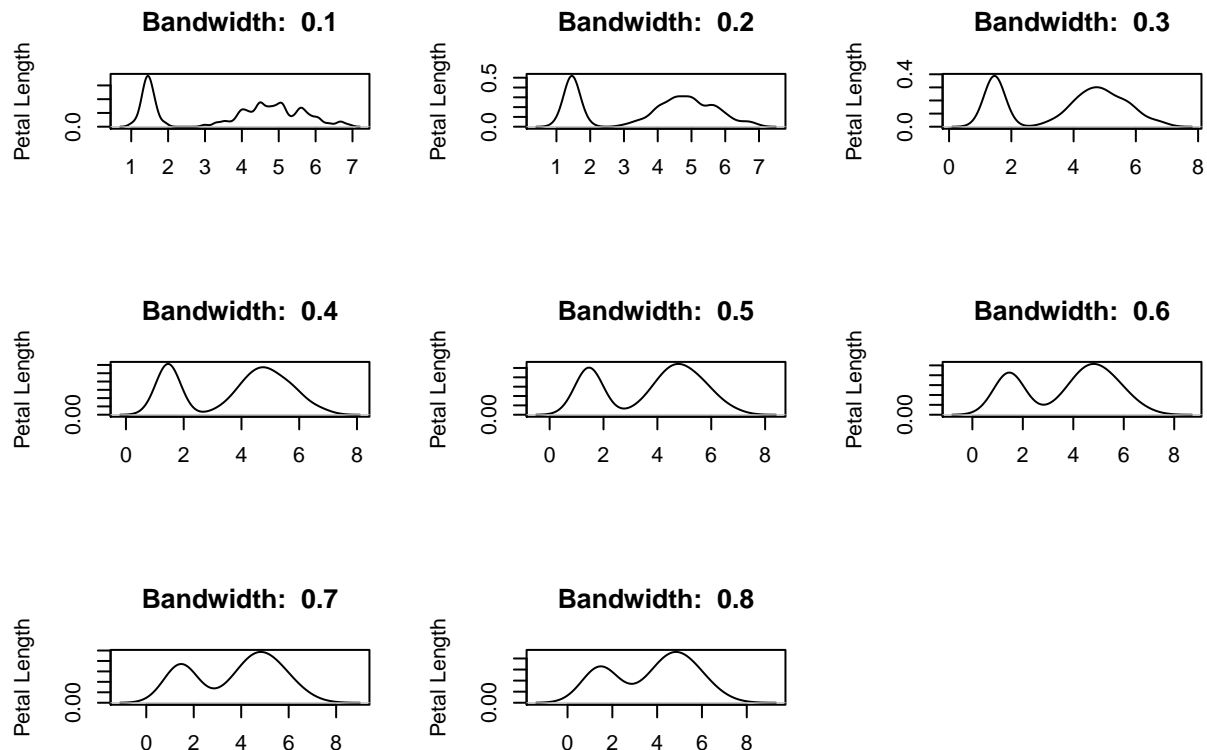 Bandwidth:  0.1
Petal Length
0.0
1 2 3 4 5 6 7
Bandwidth:  0.2
Petal Length
0.0 0.5
1 2 3 4 5 6 7
Bandwidth:  0.3
Petal Length
0.0 0.4
0 2 4 6 8
Bandwidth:  0.4
Petal Length
0.00
0 2 4 6 8
Bandwidth:  0.5
Petal Length
0.00
0 2 4 6 8
Bandwidth:  0.6
Petal Length
0.00
0 2 4 6 8
Bandwidth:  0.7
Petal Length
0.00
0 2 4 6 8
Bandwidth:  0.8
Petal Length
0.00
0 2 4 6 8